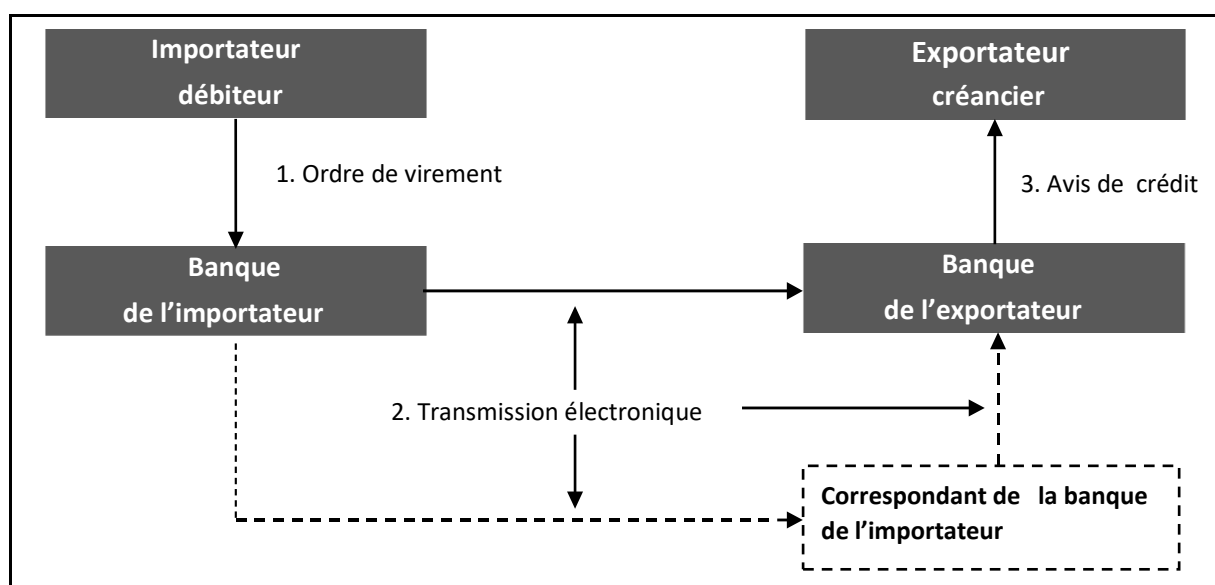 Importateur
débiteur
Exportateur
créancier
1. Ordre de virement
3. Avis de crédit
Banque
de l’importateur
Banque
de l’exportateur
2. Transmission électronique
Correspondant de la banque
de l’importateur